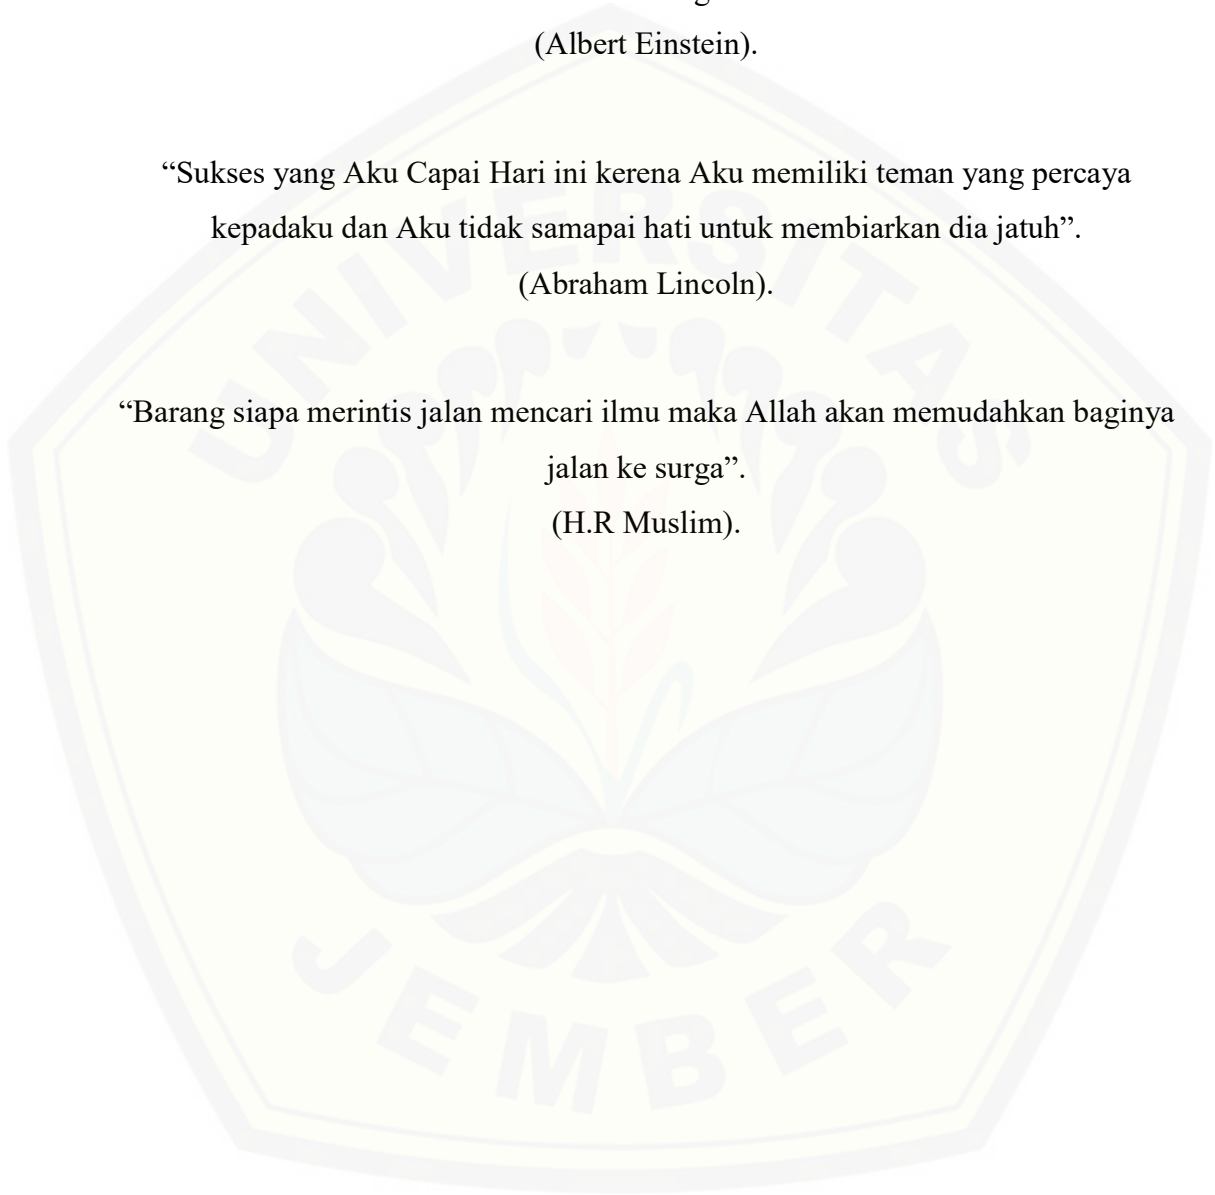 (Albert Einstein).
“Sukses yang Aku Capai Hari ini kerena Aku memiliki teman yang percaya
kepadaku dan Aku tidak samapai hati untuk membiarkan dia jatuh”.
(Abraham Lincoln).
“Barang siapa merintis jalan mencari ilmu maka Allah akan memudahkan baginya
jalan ke surga”.
(H.R Muslim).
UNIVERSITAS
JEMBER